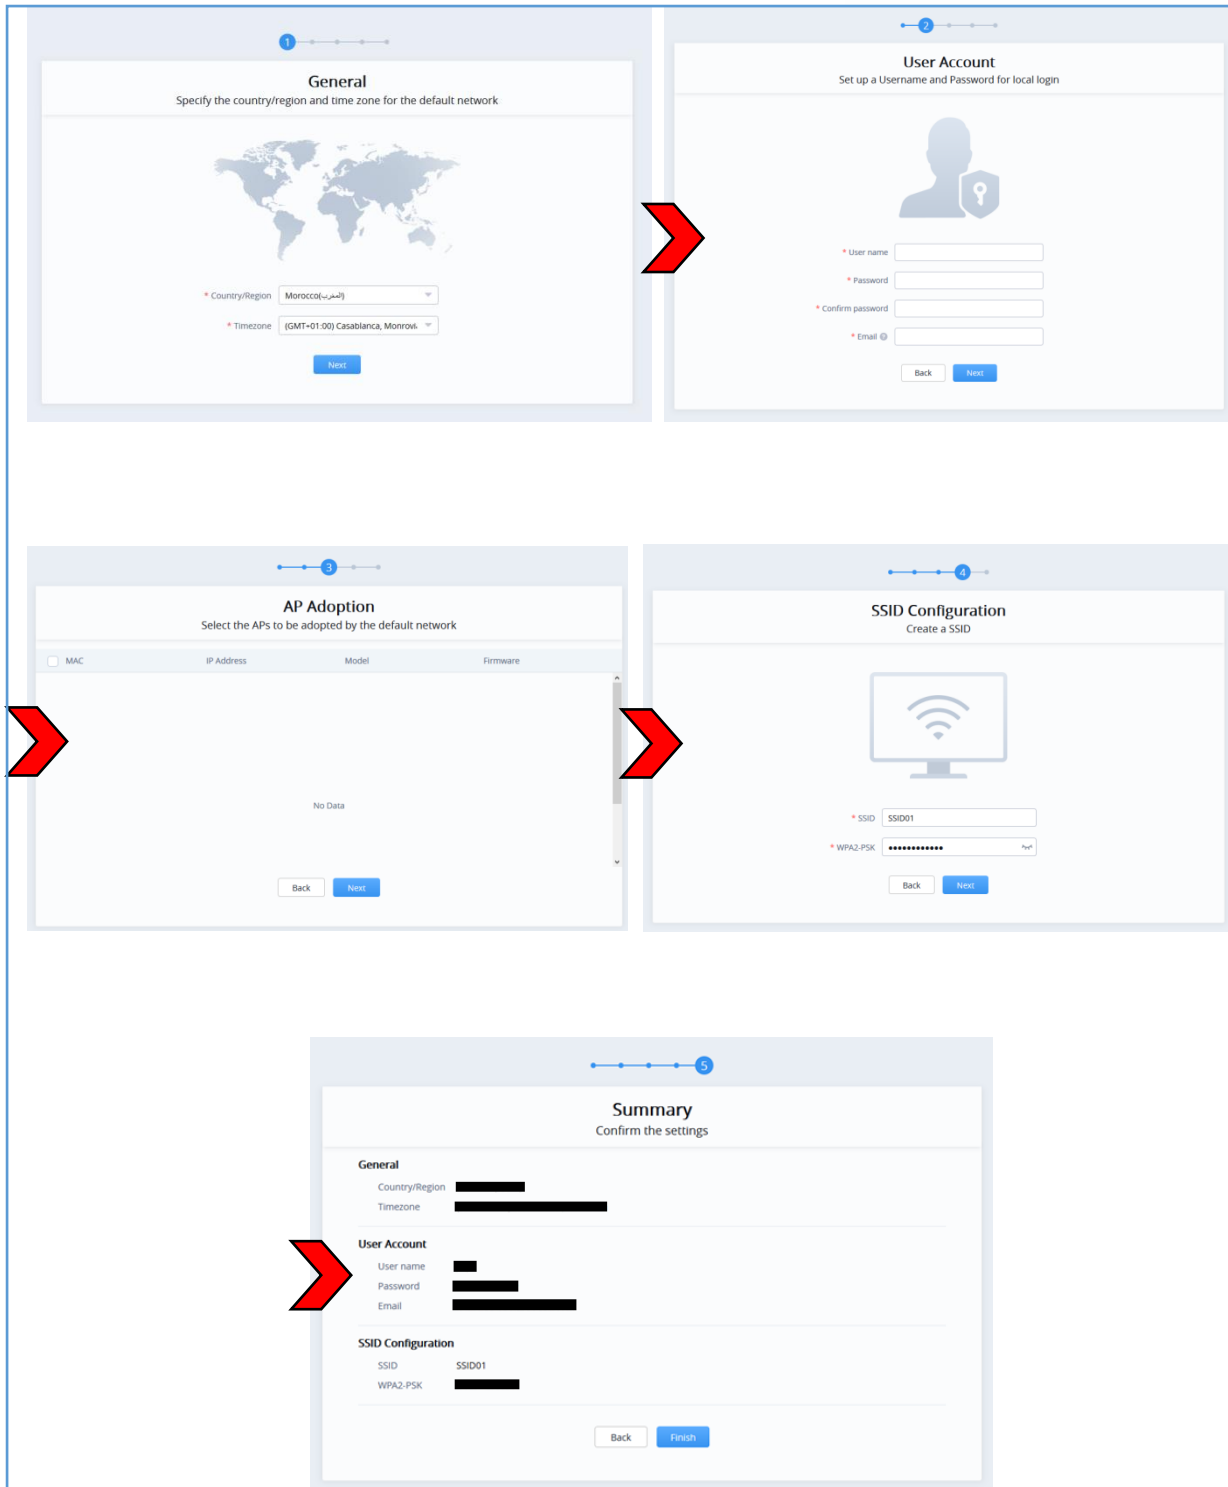 1
General
Specify the country/region and time zone for the default network
* Country/Region Morocco(المغرب)
* Timezone (GMT+01:00) Casablanca, Monrovi
Next
2
User Account
Set up a Username and Password for local login
* User name
* Password
* Confirm password
* Email
Back Next
3
AP Adoption
Select the APs to be adopted by the default network
MAC IP Address Model Firmware
No Data
Back Next
4
SSID Configuration
Create a SSID
* SSID SSID01
* WPA2-PSK ••••••••••••
Back Next
5
Summary
Confirm the settings
General
Country/Region
Timezone
User Account
User name
Password
Email
SSID Configuration
SSID SSID01
WPA2-PSK
Back Finish